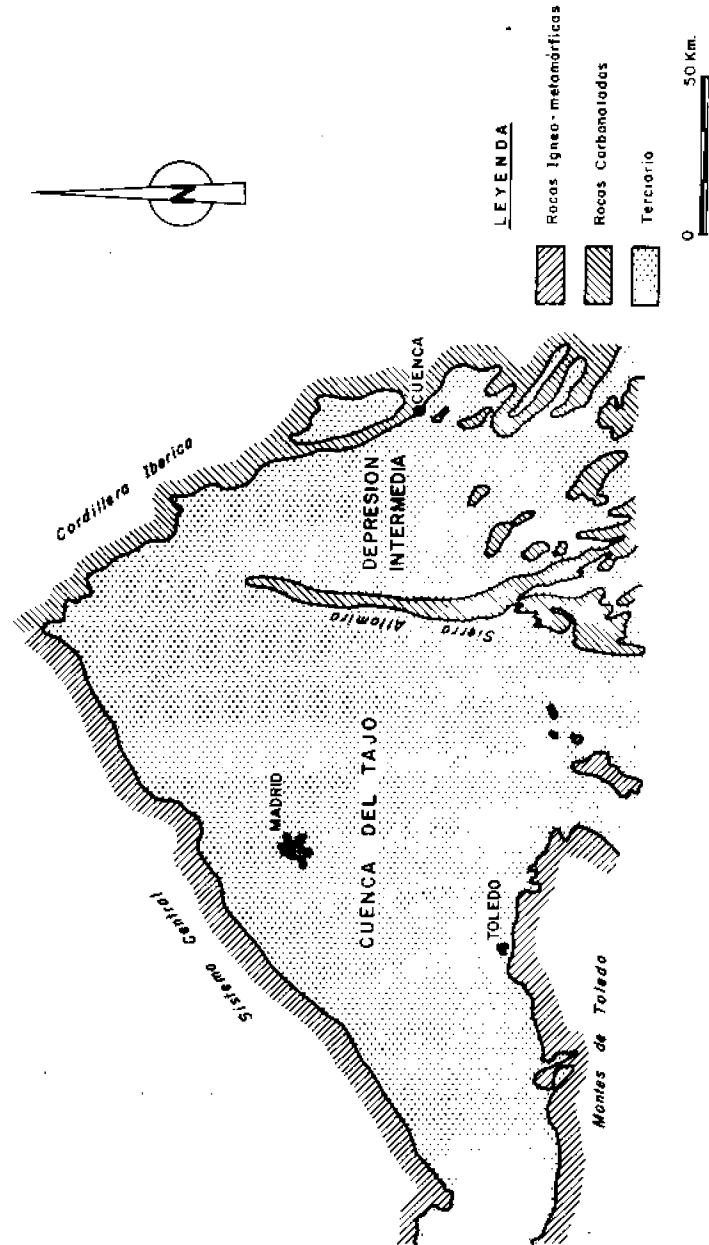 N
LEYENDA
Rocas Igneo-metamórficas
Rocas Carbonatadas
Terciario
0 50 Km.
Cordillera Iberica
Sistema Central
MADRID
CUENCA DEL TAJO
DEPRESION
INTERMEDIA
CUENCA
Sierra Altamira
TOLEDO
Montes de Toledo